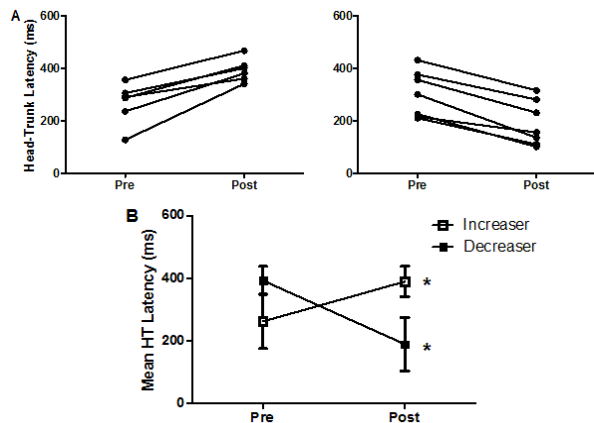 A
Head-Trunk Latency (ms)
600
400
200
0
Pre
Post
600
400
200
0
Pre
Post
B
Mean HT Latency (ms)
600
400
200
0
Pre
Post
Increaser
Decreaser
*
*